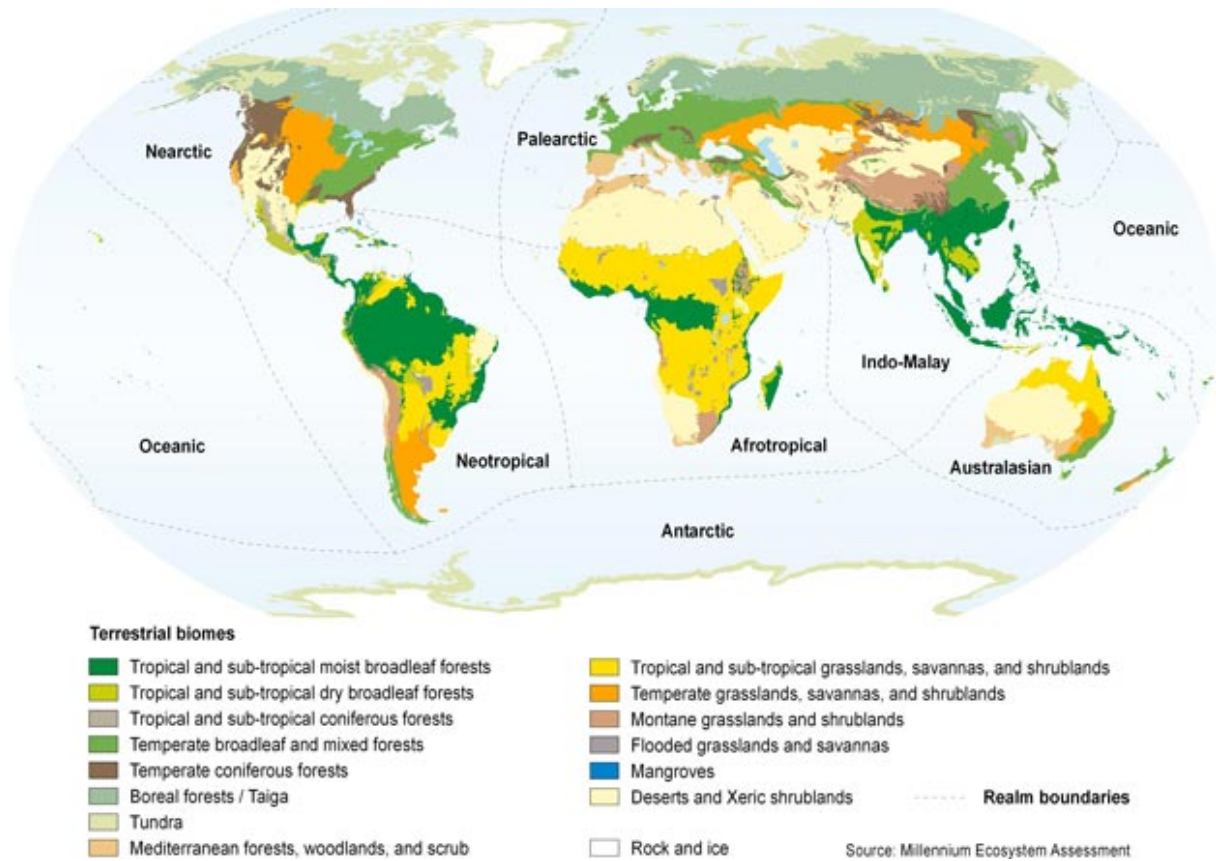 Nearctic
Palearctic
Oceanic
Indo-Malay
Oceanic
Neotropical
Afrotropical
Australasian
Antarctic
Terrestrial biomes
Tropical and sub-tropical moist broadleaf forests
Tropical and sub-tropical dry broadleaf forests
Tropical and sub-tropical coniferous forests
Temperate broadleaf and mixed forests
Temperate coniferous forests
Boreal forests / Taiga
Tundra
Mediterranean forests, woodlands, and scrub
Tropical and sub-tropical grasslands, savannas, and shrublands
Temperate grasslands, savannas, and shrublands
Montane grasslands and shrublands
Flooded grasslands and savannas
Mangroves
Deserts and Xeric shrublands
Realm boundaries
Rock and ice
Source: Millennium Ecosystem Assessment